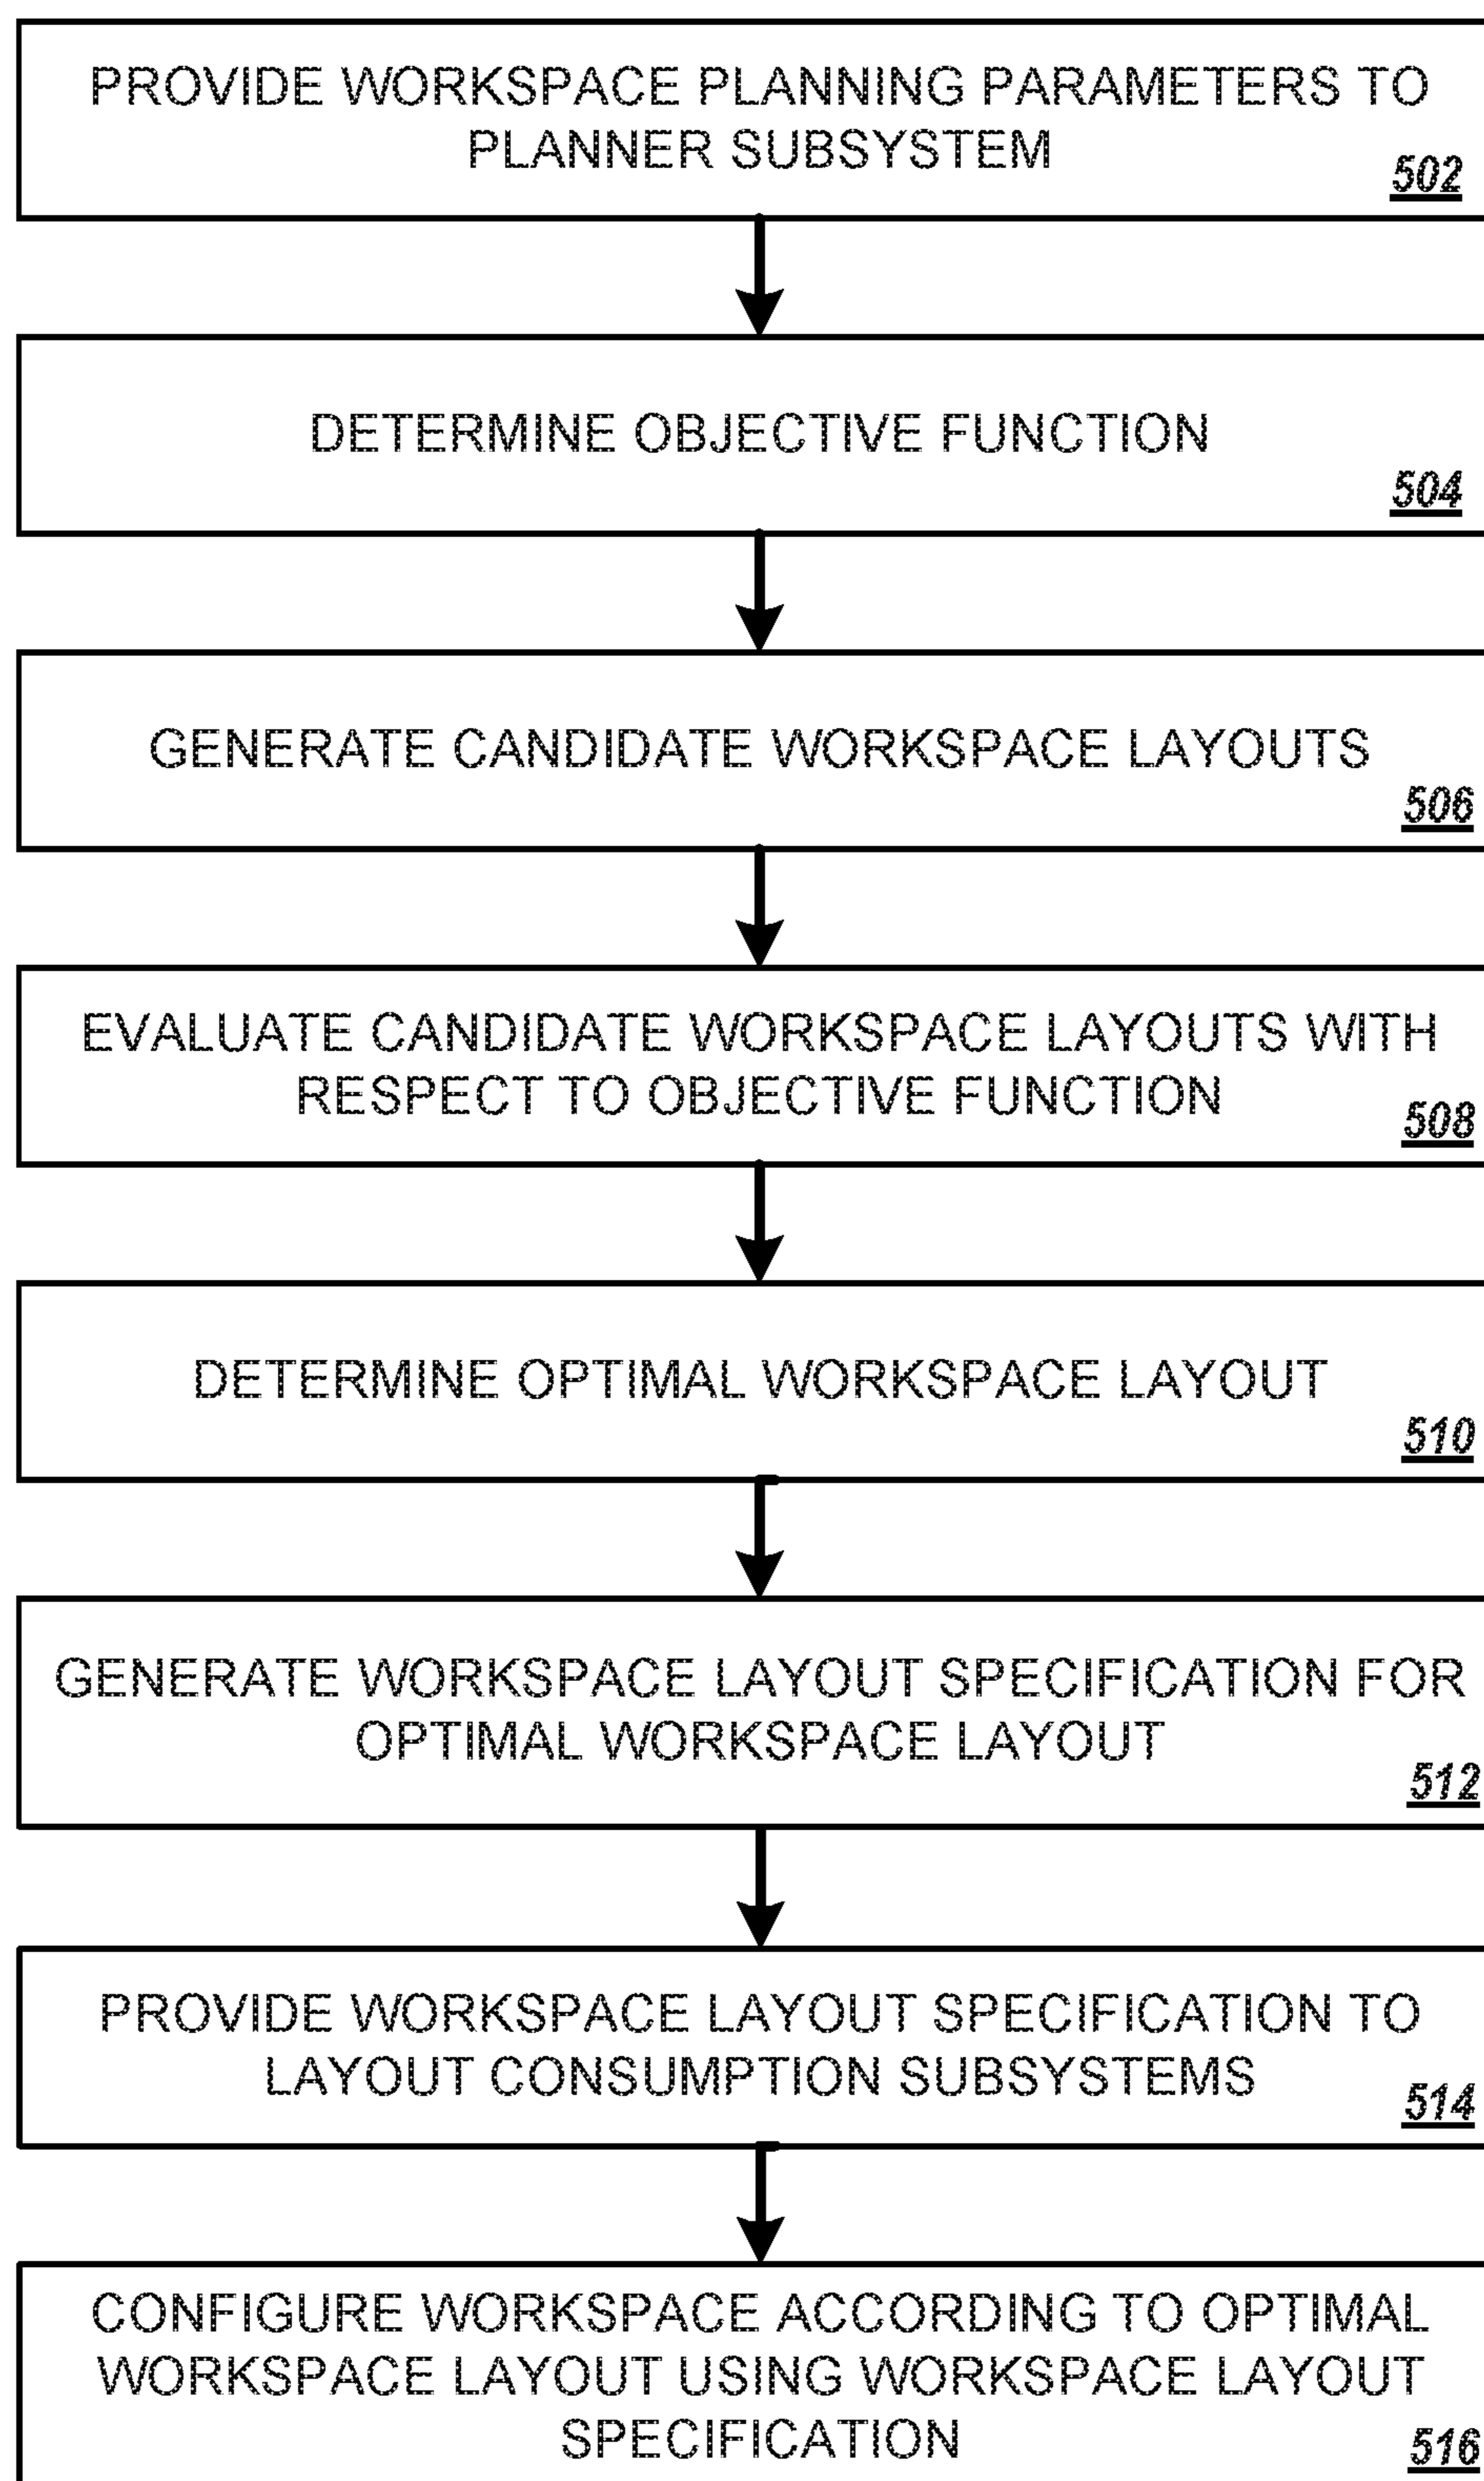 PROVIDE WORKSPACE PLANNING PARAMETERS TO
PLANNER SUBSYSTEM
502
DETERMINE OBJECTIVE FUNCTION
504
GENERATE CANDIDATE WORKSPACE LAYOUTS
506
EVALUATE CANDIDATE WORKSPACE LAYOUTS WITH
RESPECT TO OBJECTIVE FUNCTION
508
DETERMINE OPTIMAL WORKSPACE LAYOUT
510
GENERATE WORKSPACE LAYOUT SPECIFICATION FOR
OPTIMAL WORKSPACE LAYOUT
512
PROVIDE WORKSPACE LAYOUT SPECIFICATION TO
LAYOUT CONSUMPTION SUBSYSTEMS
514
CONFIGURE WORKSPACE ACCORDING TO OPTIMAL
WORKSPACE LAYOUT USING WORKSPACE LAYOUT
SPECIFICATION
516